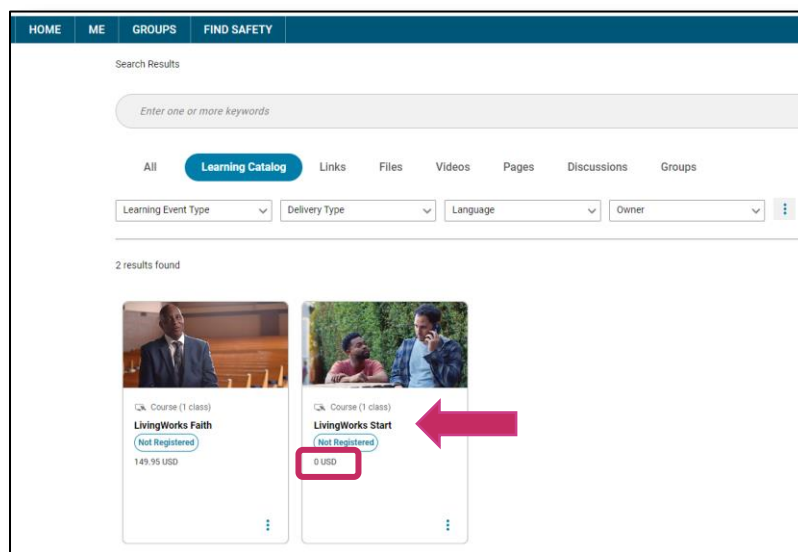 HOME ME GROUPS FIND SAFETY
Search Results
Enter one or more keywords
All Learning Catalog Links Files Videos Pages Discussions Groups
Learning Event Type Delivery Type Language Owner
2 results found
Course (1 class) Course (1 class)
LivingWorks Faith LivingWorks Start
Not Registered Not Registered
149.95 USD 0 USD